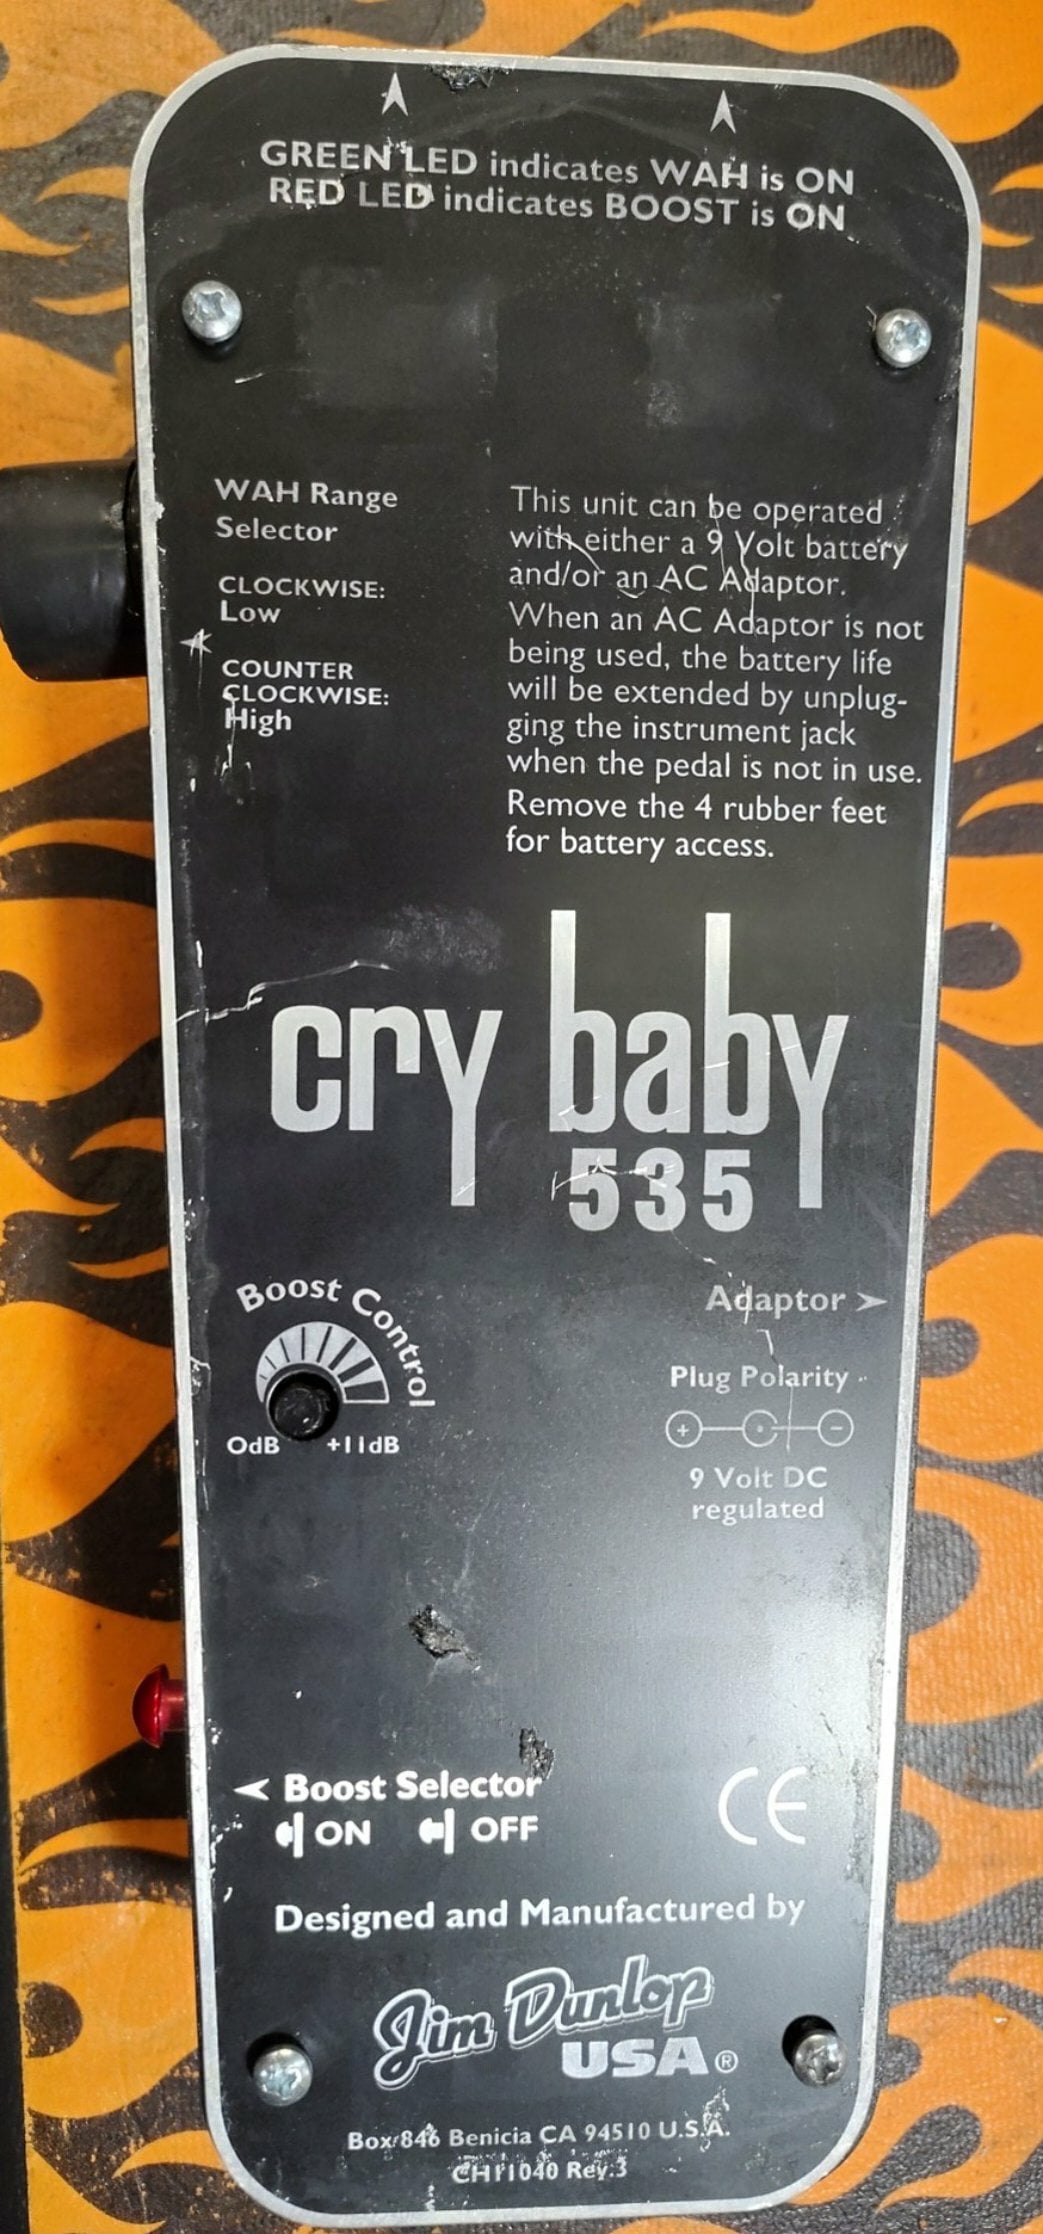 GREEN LED indicates WAH is ON
RED LED indicates BOOST is ON
WAH Range
Selector
CLOCKWISE:
Low
COUNTER
CLOCKWISE:
High
This unit can be operated
with either a 9 Volt battery
and/or an AC Adaptor.
When an AC Adaptor is not
being used, the battery life
will be extended by unplug-
ging the instrument jack
when the pedal is not in use.
Remove the 4 rubber feet
for battery access.
cry baby
535
Boost Control
0dB +11dB
Adaptor
Plug Polarity
+ -
9 Volt DC
regulated
Boost Selector
ON OFF
CE
Designed and Manufactured by
Jim Dunlop
USA®
Box 846 Benicia CA 94510 U.S.A.
Rev.3